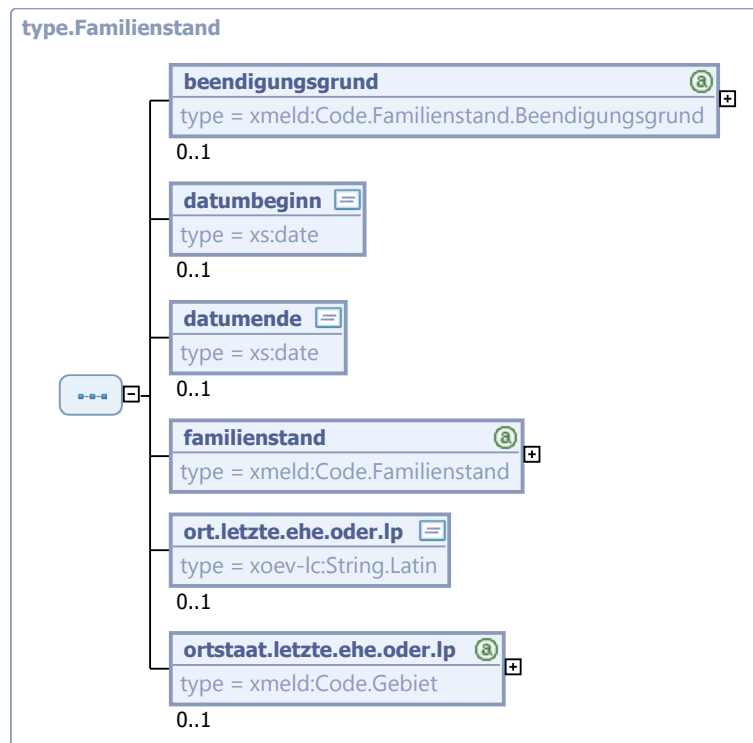 type.Familienstand
beendigungsgrund
type = xmeld:Code.Familienstand.Beendigungsgrund
0..1
datumbeginn
type = xs:date
0..1
datumende
type = xs:date
0..1
familienstand
type = xmeld:Code.Familienstand
ort.letzte.ehe.oder.lp
type = xoev-lc:String.Latin
0..1
ortstaat.letzte.ehe.oder.lp
type = xmeld:Code.Gebiet
0..1